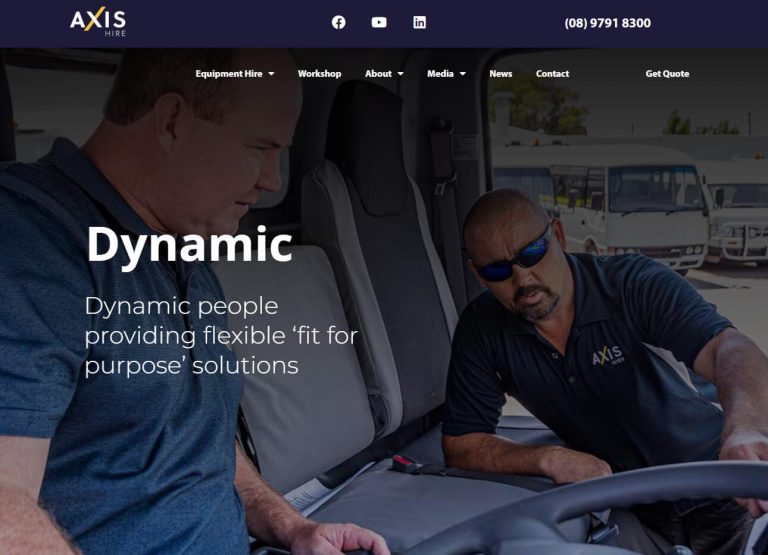 AXIS
HIRE
(08) 9791 8300
Equipment Hire
Workshop
About
Media
News
Contact
Get Quote
Dynamic
Dynamic people
providing flexible ‘fit for
purpose’ solutions
AXIS
HIRE